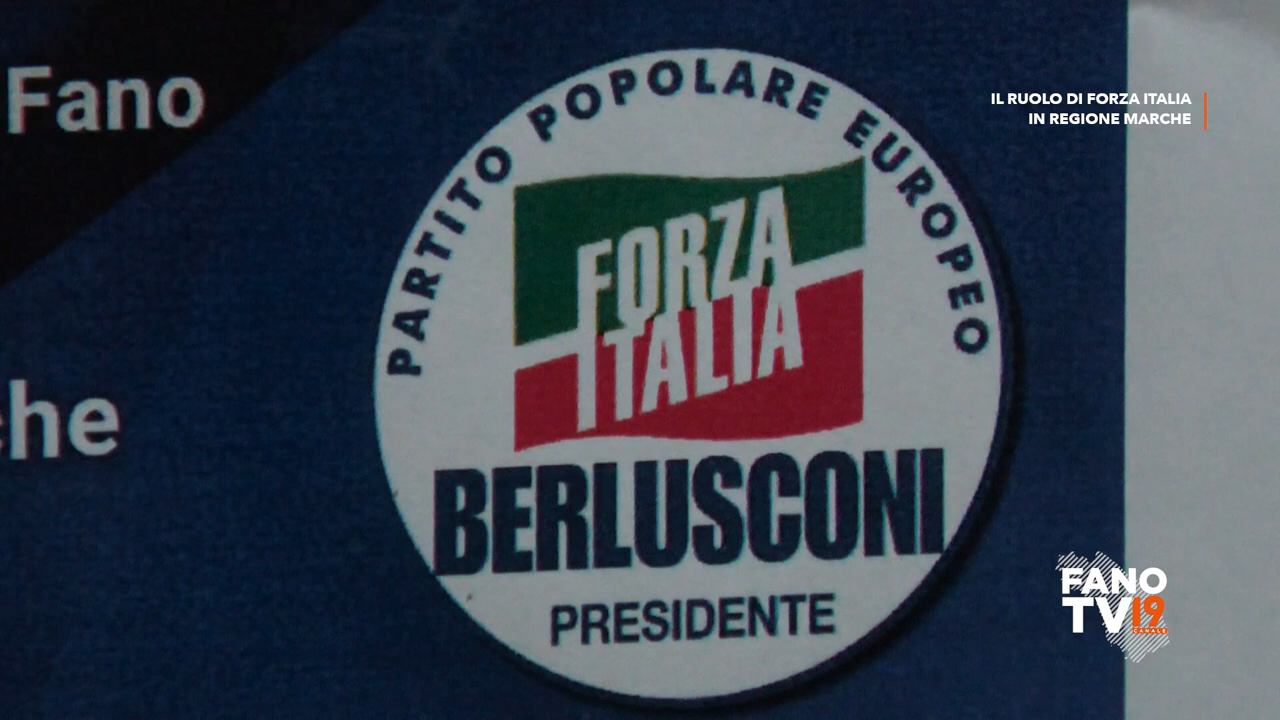 Fano
che
PARTITO POPOLARE EUROPEO
FORZA
ITALIA
BERLUSCONI
PRESIDENTE
IL RUOLO DI FORZA ITALIA
IN REGIONE MARCHE
FANO
TV19
CANALE